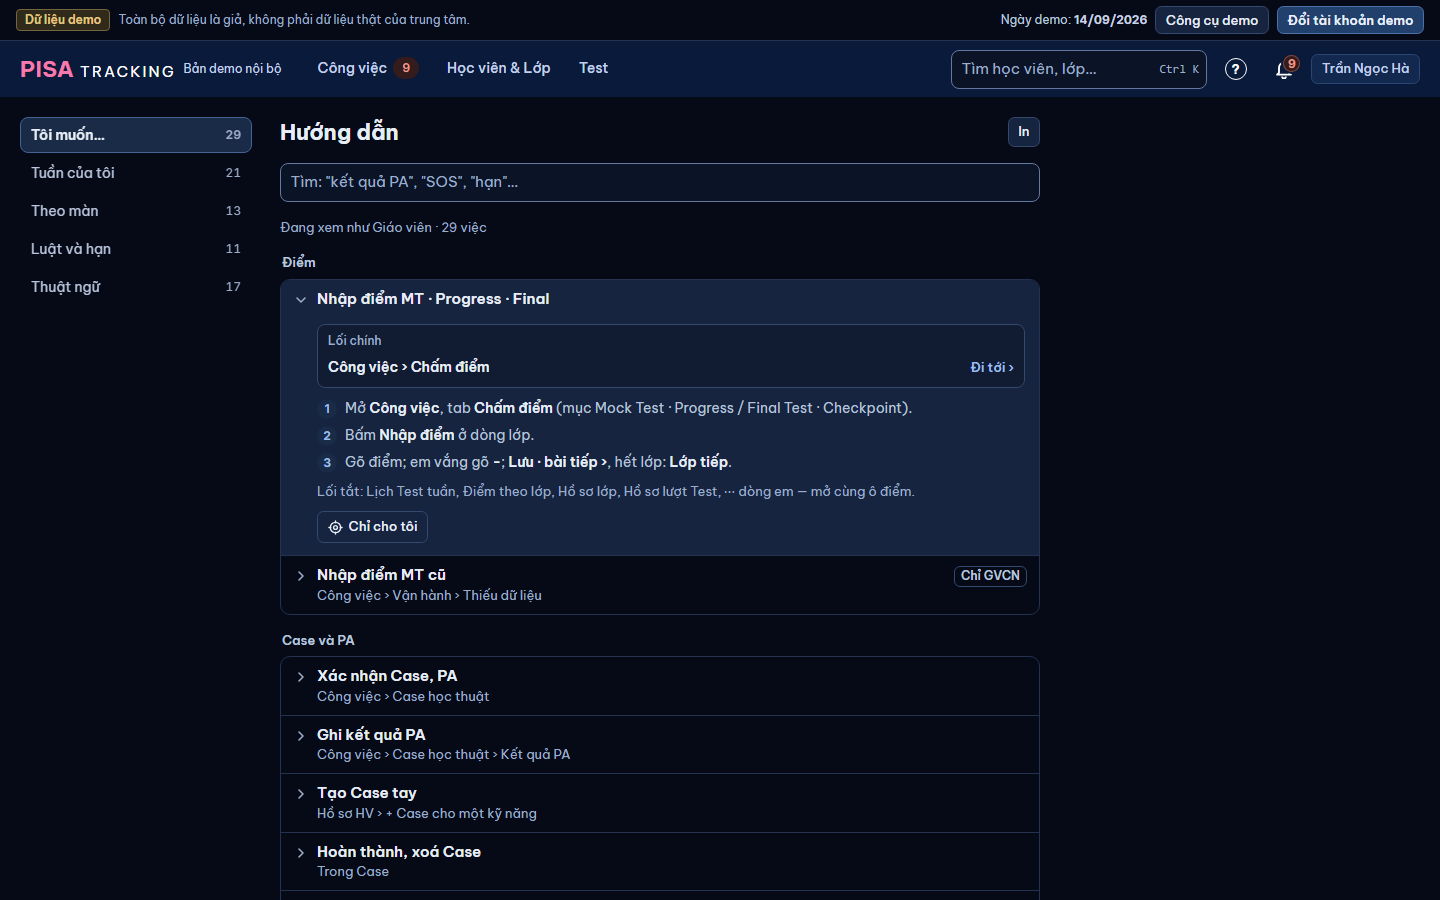 Dữ liệu demo Toàn bộ dữ liệu là giả, không phải dữ liệu thật của trung tâm. Ngày demo: 14/09/2026 Công cụ demo Đổi tài khoản demo
PISA TRACKING Bản demo nội bộ Công việc 9 Học viên & Lớp Test Tìm học viên, lớp... Ctrl K ? 9 Trần Ngọc Hà
Tôi muốn... 29
Tuần của tôi 21
Theo màn 13
Luật và hạn 11
Thuật ngữ 17
Hướng dẫn In
Tìm: "kết quả PA", "SOS", "hạn"...
Đang xem như Giáo viên · 29 việc
Điểm
Nhập điểm MT · Progress · Final
Lối chính
Công việc › Chấm điểm Đi tới ›
1 Mở Công việc, tab Chấm điểm (mục Mock Test · Progress / Final Test · Checkpoint).
2 Bấm Nhập điểm ở dòng lớp.
3 Gõ điểm; em vắng gõ -; Lưu · bài tiếp ›, hết lớp: Lớp tiếp.
Lối tắt: Lịch Test tuần, Điểm theo lớp, Hồ sơ lớp, Hồ sơ lượt Test, ··· dòng em — mở cùng ô điểm.
Chỉ cho tôi
Nhập điểm MT cũ Chỉ GVCN
Công việc › Vận hành › Thiếu dữ liệu
Case và PA
Xác nhận Case, PA
Công việc › Case học thuật
Ghi kết quả PA
Công việc › Case học thuật › Kết quả PA
Tạo Case tay
Hồ sơ HV › + Case cho một kỹ năng
Hoàn thành, xoá Case
Trong Case